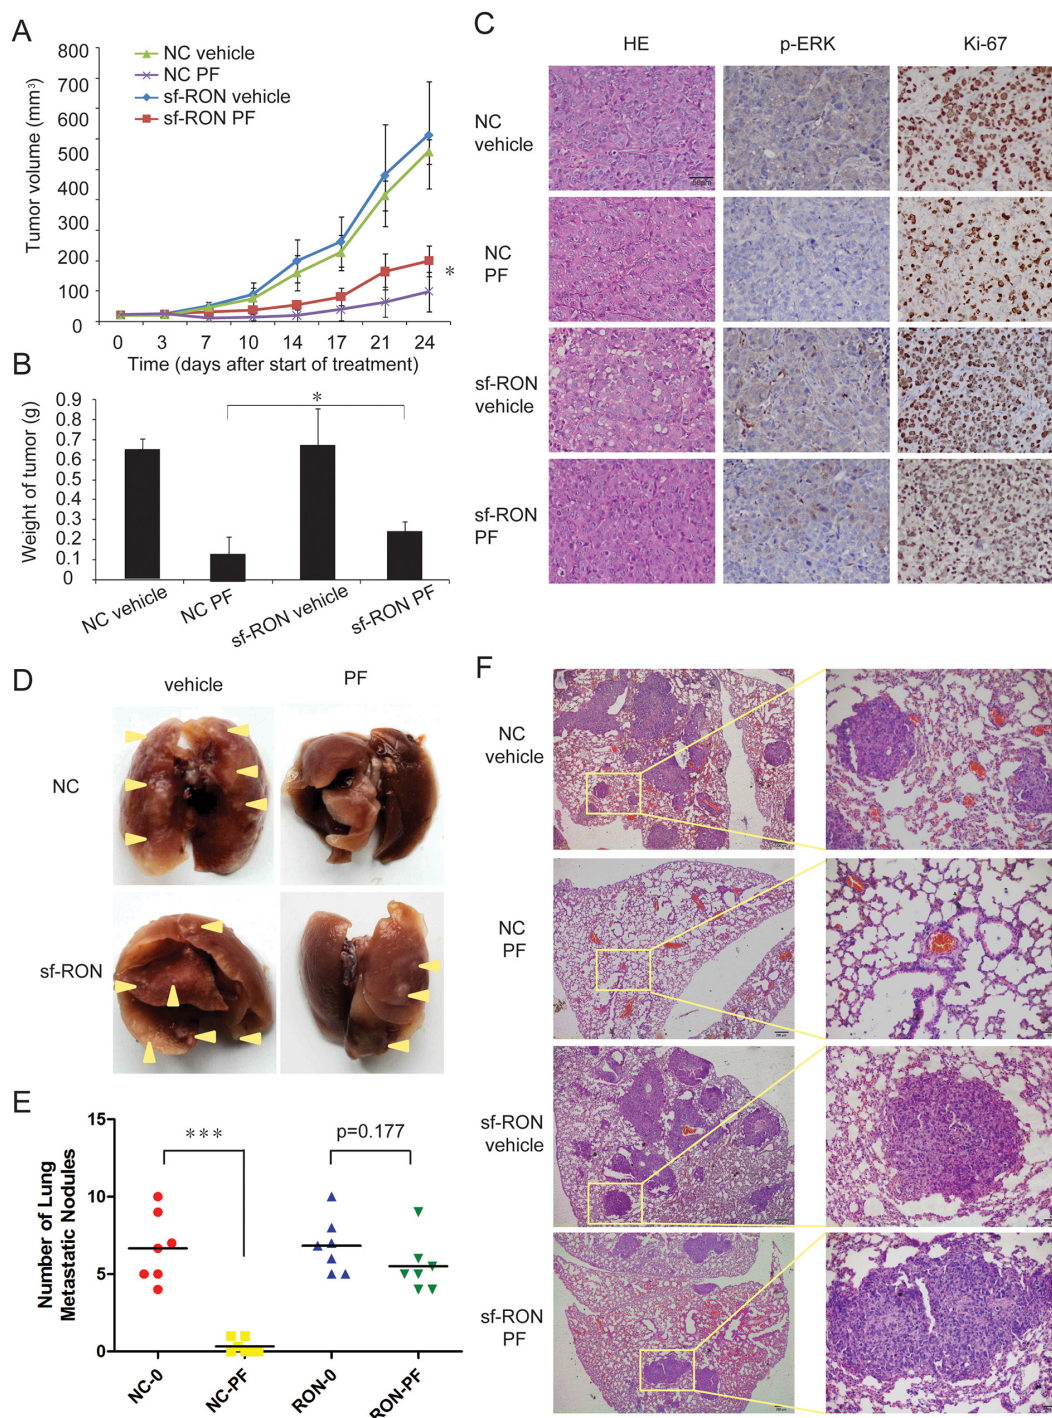 A
Tumor volume (mm³)
800
700
600
500
400
300
200
100
0
NC vehicle
NC PF
sf-RON vehicle
sf-RON PF
*
0 3 7 10 14 17 21 24
Time (days after start of treatment)
B
Weight of tumor (g)
0.9
0.8
0.7
0.6
0.5
0.4
0.3
0.2
0.1
0
*
NC vehicle
NC PF
sf-RON vehicle
sf-RON PF
C
HE p-ERK Ki-67
NC
vehicle
50μm
NC
PF
sf-RON
vehicle
sf-RON
PF
D
vehicle PF
NC
sf-RON
E
Number of Lung
Metastatic Nodules
15
10
5
0
***
p=0.177
NC-0
NC-PF
RON-0
RON-PF
F
NC
vehicle
NC
PF
sf-RON
vehicle
sf-RON
PF